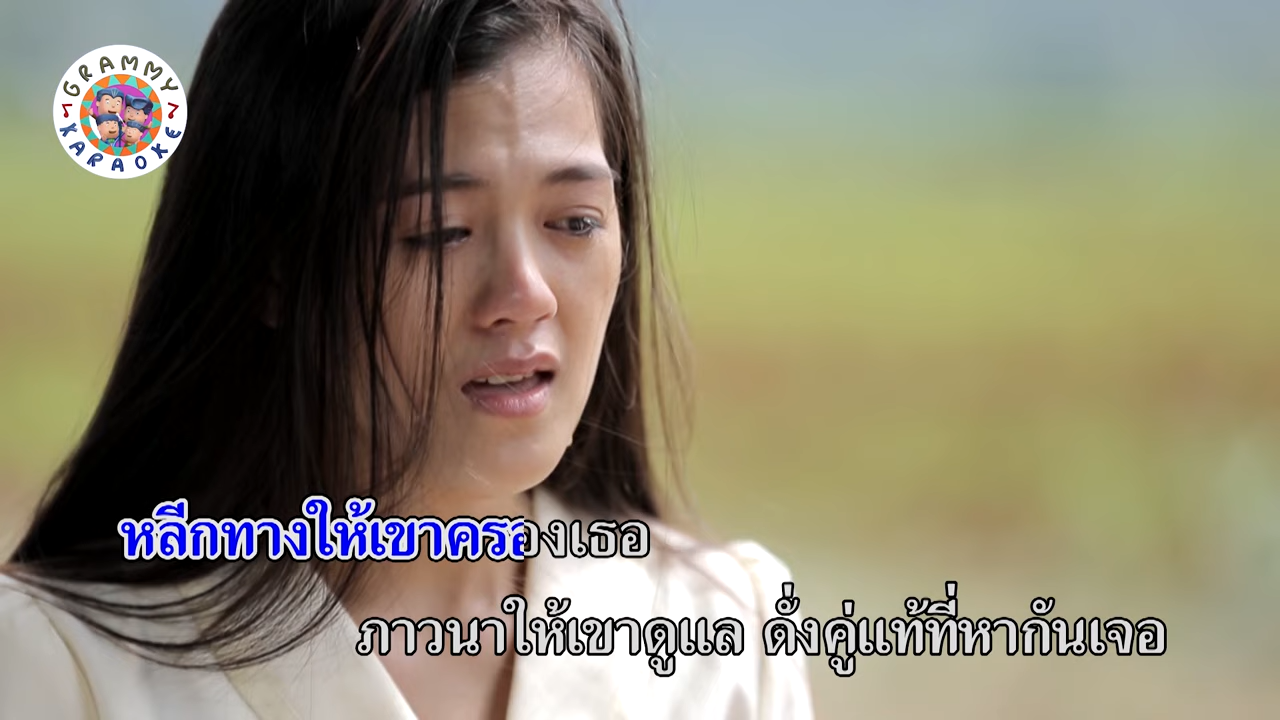 GRAMMY
KARAOKE
หลีกทางให้เขาครองเธอ
ภาวนาให้เขาดูแล ดั่งคู่แท้ที่หากันเจอ